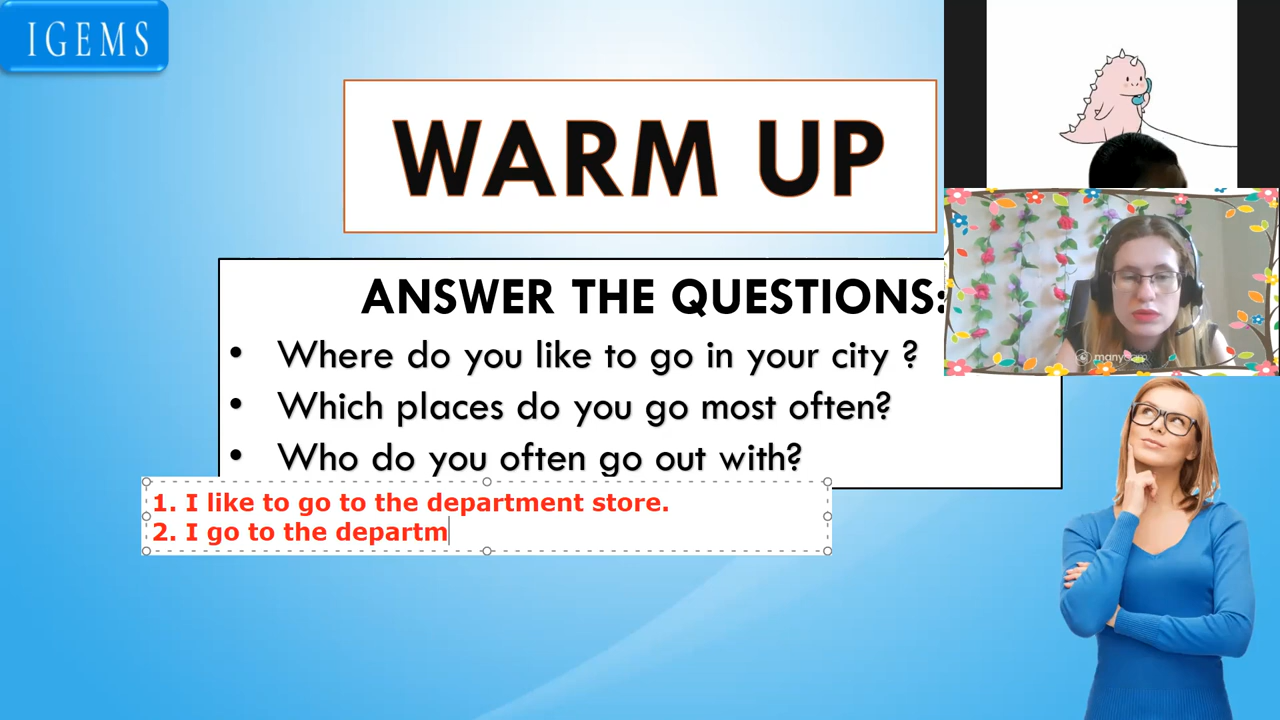 IGEMS
WARM UP
ANSWER THE QUESTIONS:
• Where do you like to go in your city ?
• Which places do you go most often?
• Who do you often go out with?
1. I like to go to the department store.
2. I go to the departm